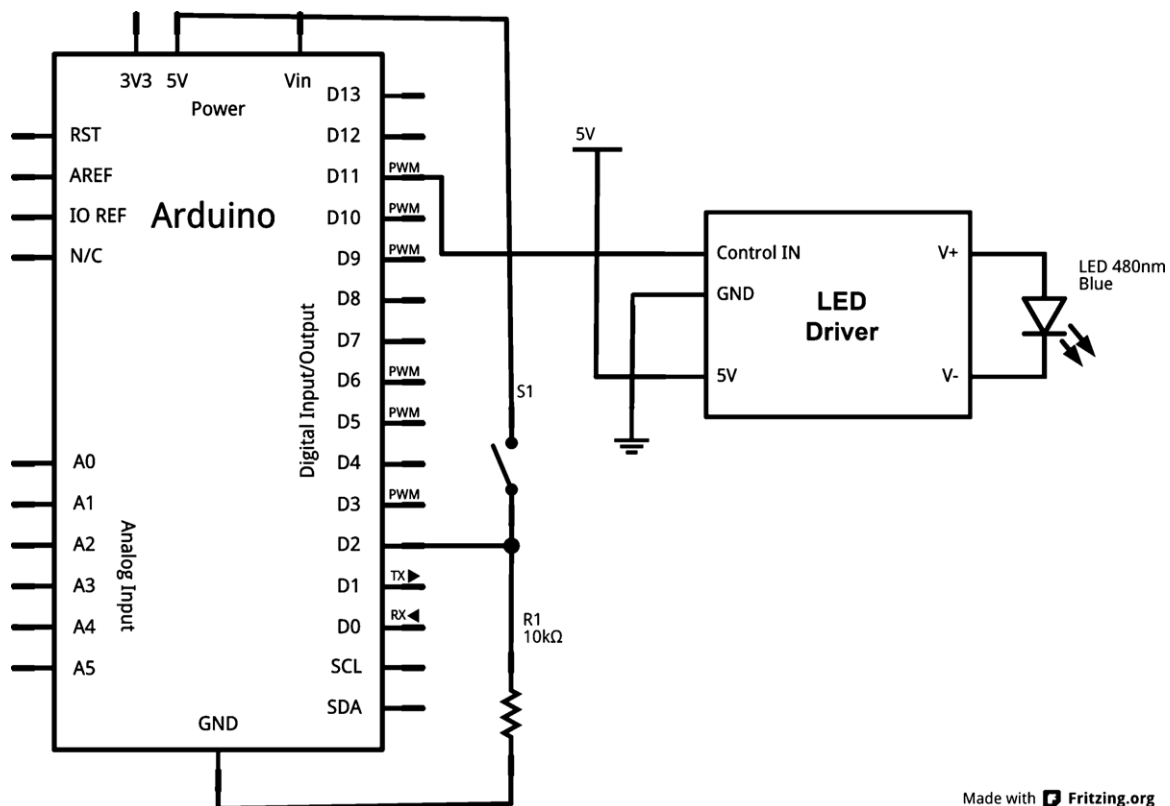 3V3 5V Vin
Power
RST
AREF
IO REF
N/C
Arduino
A0
A1
A2
A3
A4
A5
Analog Input
Digital Input/Output
D13
D12
D11 PWM
D10 PWM
D9 PWM
D8
D7
D6 PWM
D5 PWM
D4
D3 PWM
D2
D1 TX
D0 RX
SCL
SDA
GND
S1
R1
10kΩ
5V
Control IN
GND
5V
LED
Driver
V+
V-
LED 480nm
Blue
Made with Fritzing.org